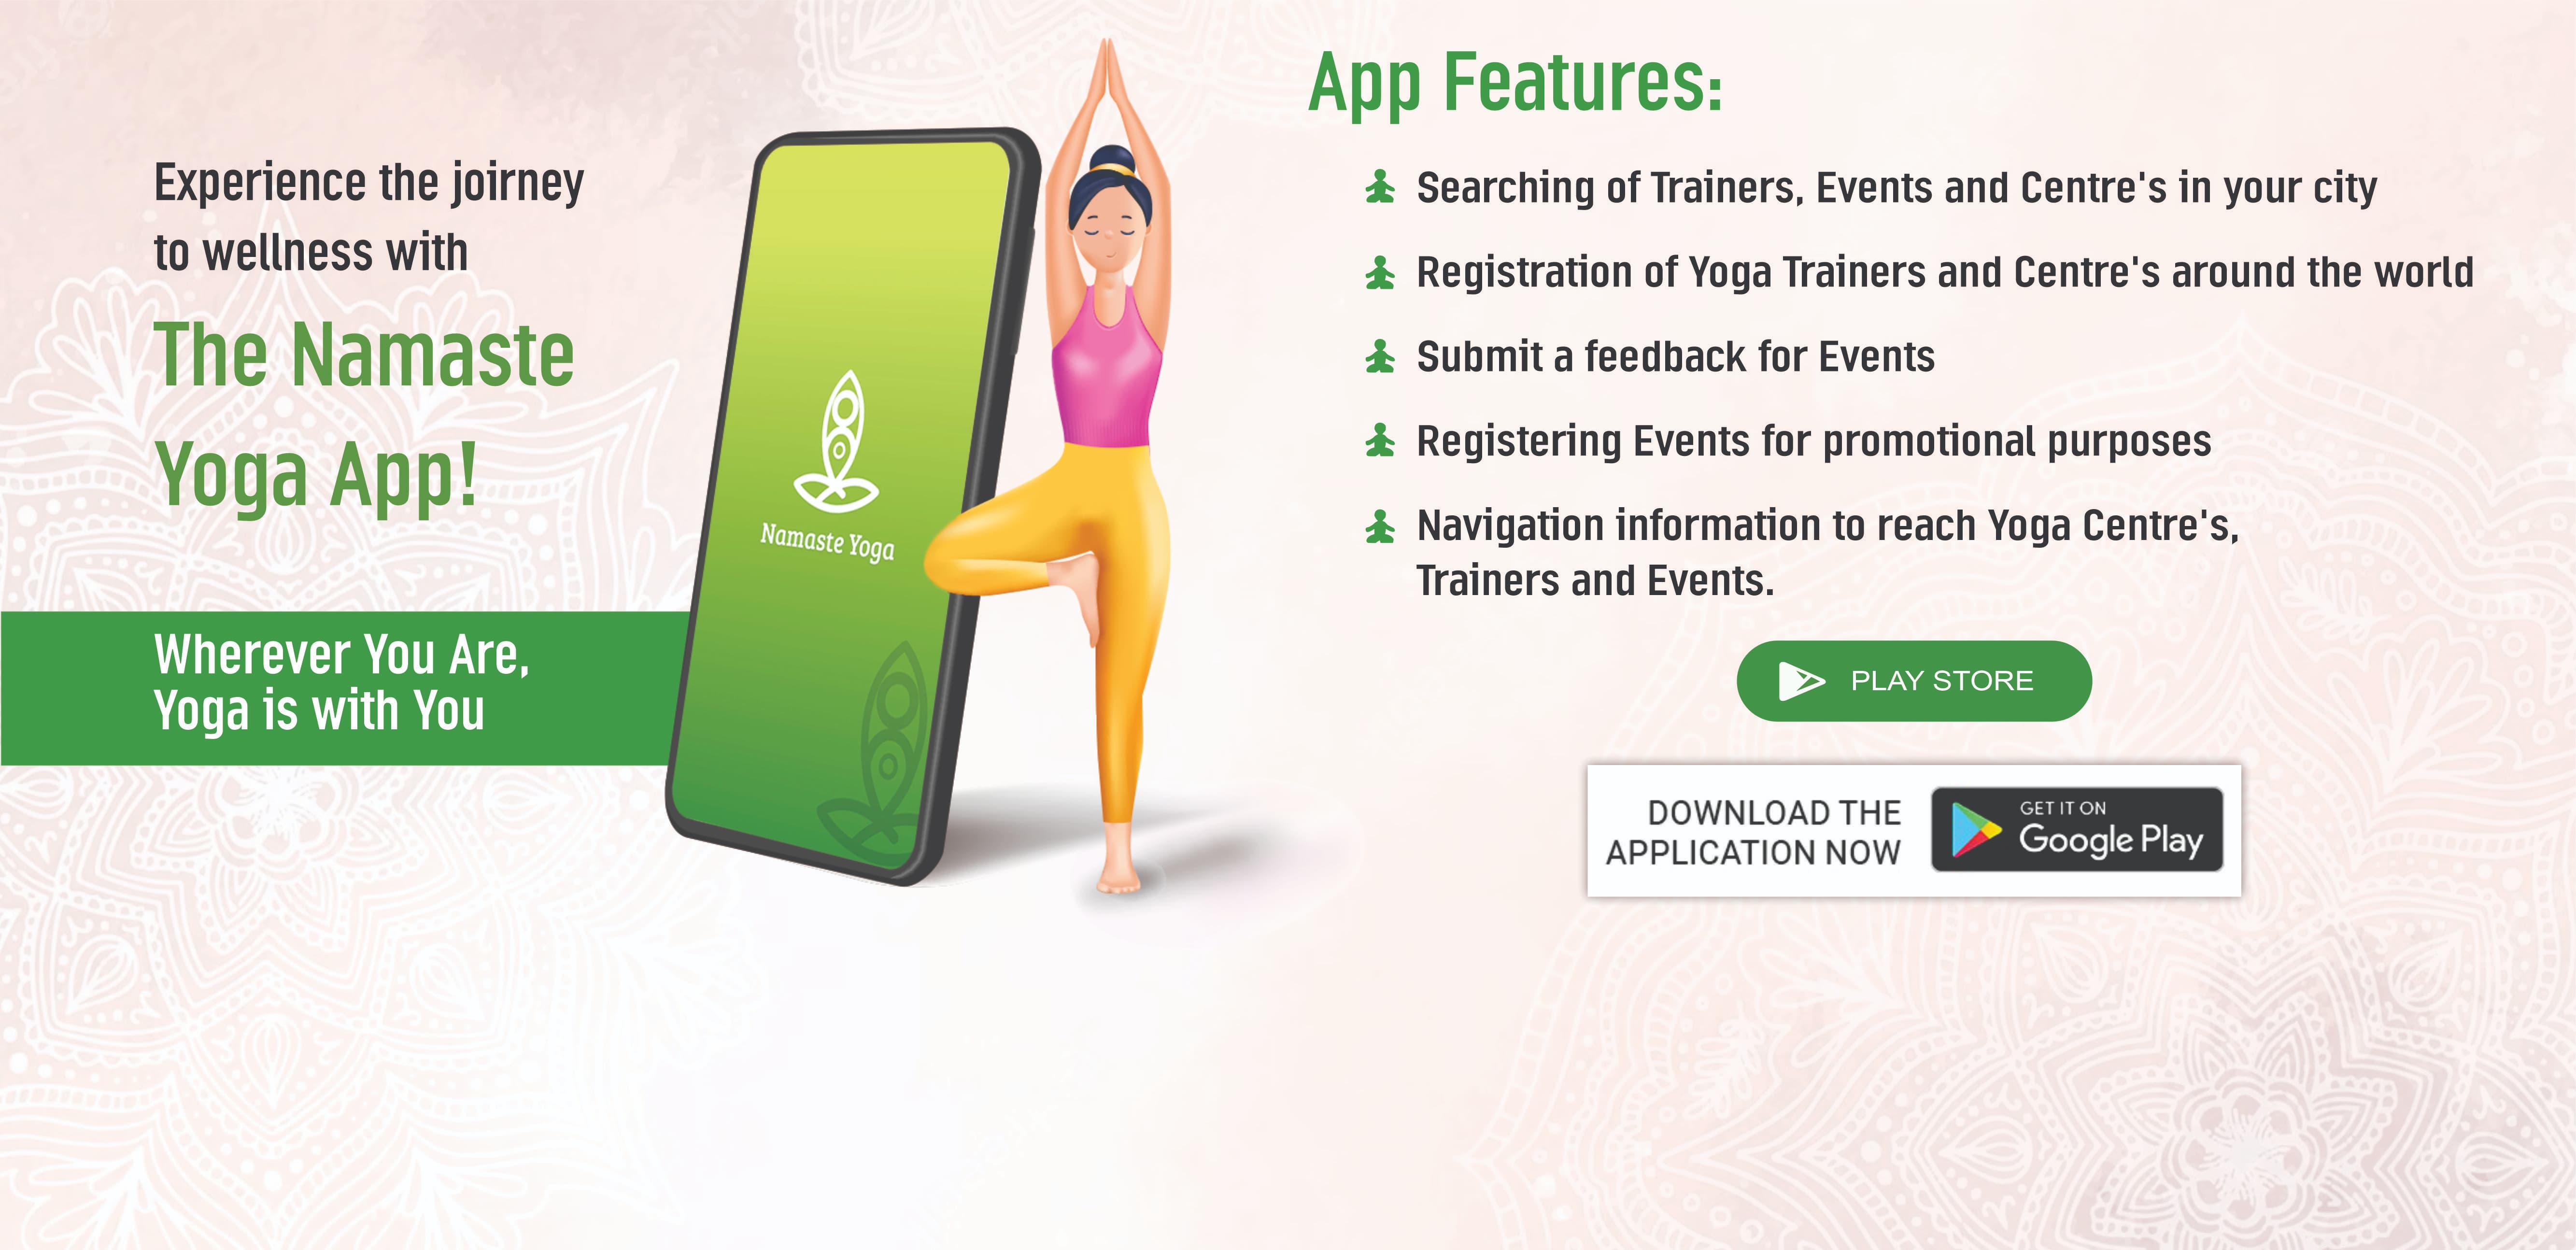 Experience the joirney
to wellness with
The Namaste
Yoga App!
Wherever You Are,
Yoga is with You
Namaste Yoga
App Features:
Searching of Trainers, Events and Centre's in your city
Registration of Yoga Trainers and Centre's around the world
Submit a feedback for Events
Registering Events for promotional purposes
Navigation information to reach Yoga Centre's,
Trainers and Events.
PLAY STORE
DOWNLOAD THE
APPLICATION NOW
GET IT ON
Google Play